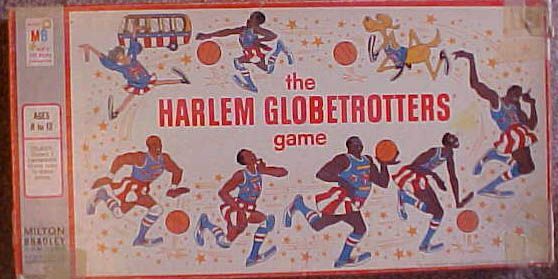 MB
the
HARLEM GLOBETROTTERS
game
AGES
8 to 12
MILTON
BRADLEY